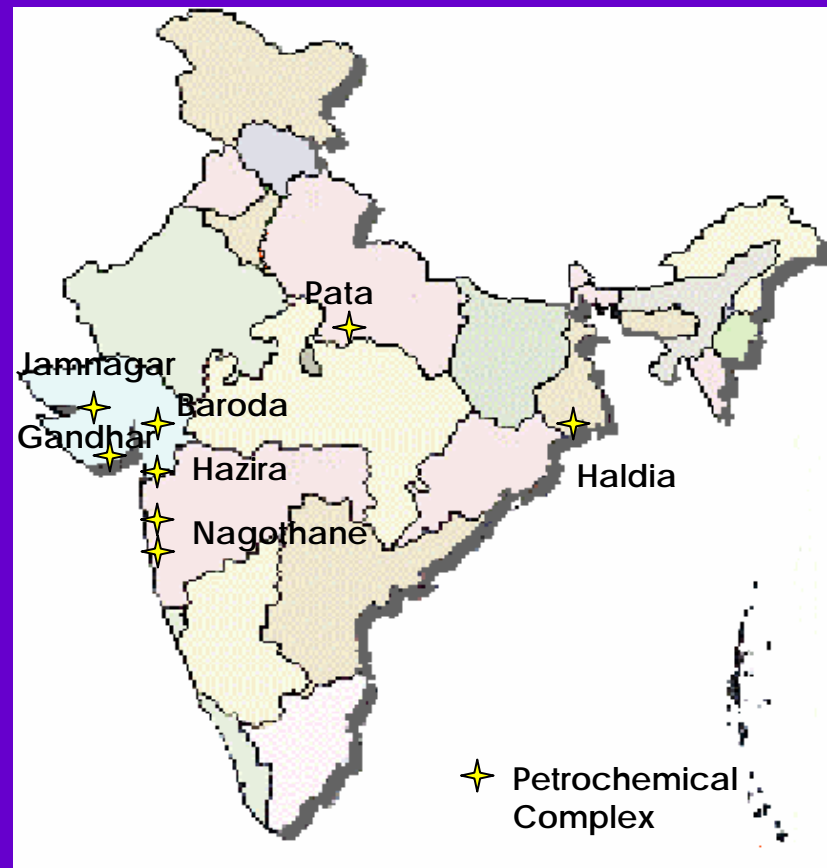 Pata
Jamnagar
Baroda
Gandhar
Hazira
Haldia
Nagothane
Petrochemical
Complex